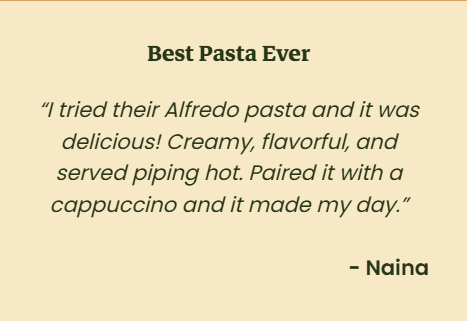 Best Pasta Ever
“I tried their Alfredo pasta and it was
delicious! Creamy, flavorful, and
served piping hot. Paired it with a
cappuccino and it made my day.”
- Naina